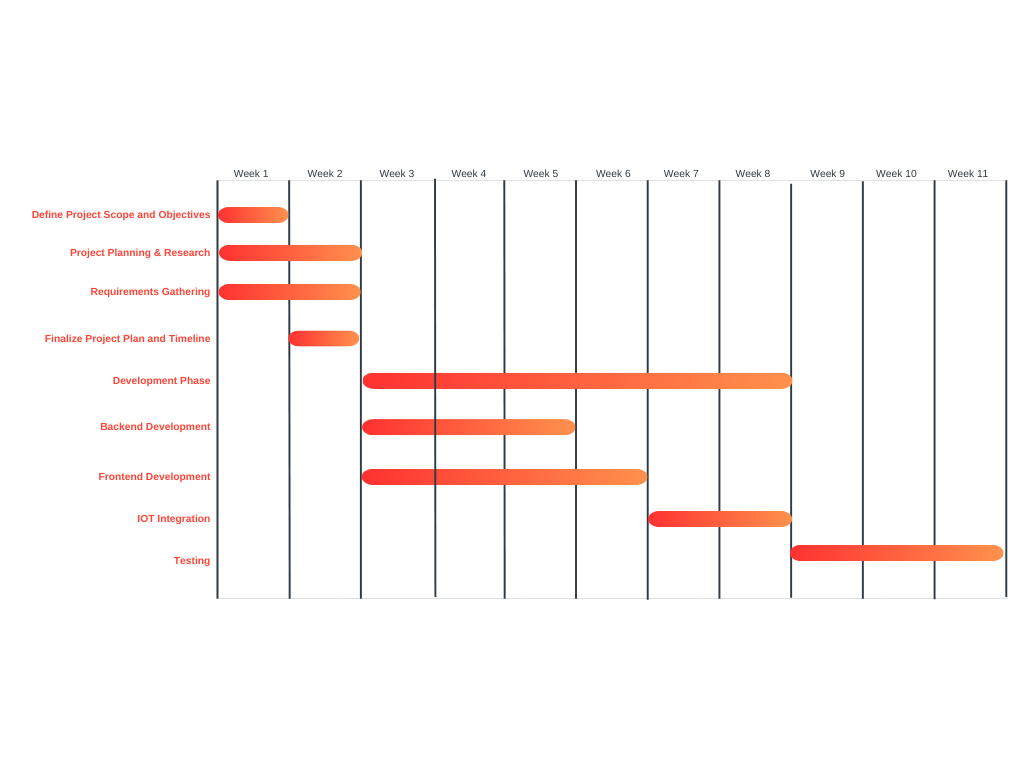 Week 1 Week 2 Week 3 Week 4 Week 5 Week 6 Week 7 Week 8 Week 9 Week 10 Week 11
Define Project Scope and Objectives
Project Planning & Research
Requirements Gathering
Finalize Project Plan and Timeline
Development Phase
Backend Development
Frontend Development
IOT Integration
Testing